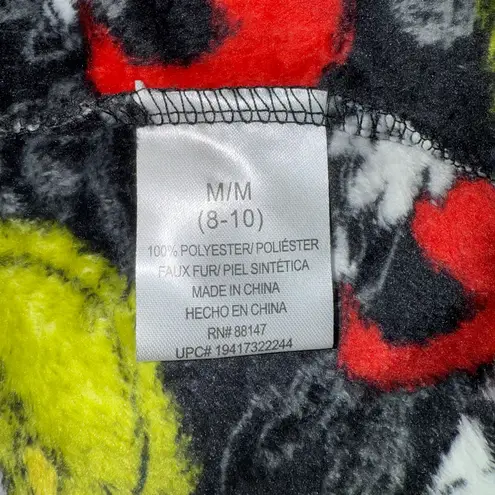 M/M
(8-10)
100% POLYESTER/ POLIÉSTER
FAUX FUR/ PIEL SINTÉTICA
MADE IN CHINA
HECHO EN CHINA
RN# 88147
UPC# 19417322244